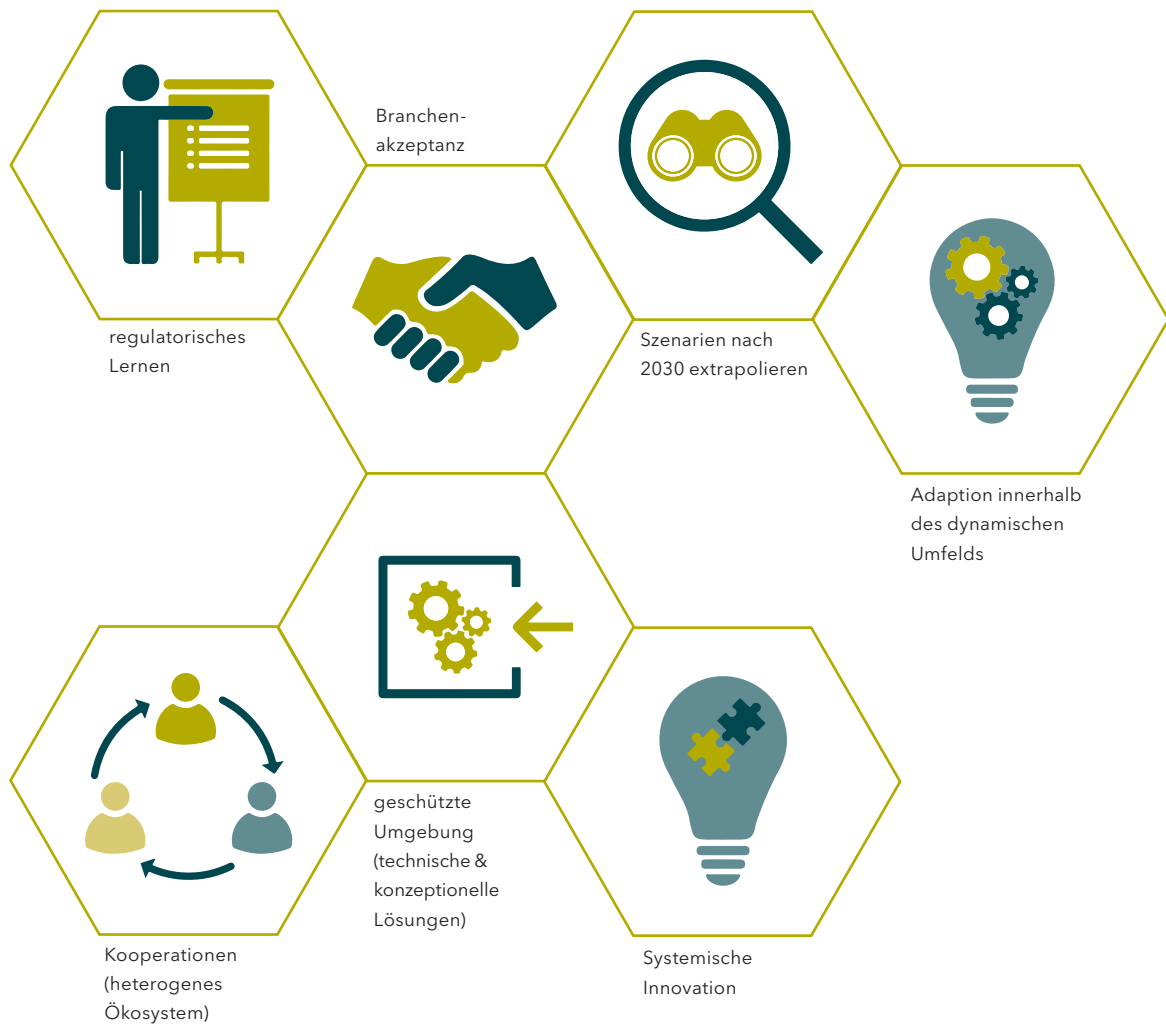 Branchen-
akzeptanz
regulatorisches
Lernen
Szenarien nach
2030 extrapolieren
Adaption innerhalb
des dynamischen
Umfelds
geschützte
Umgebung
(technische &
konzeptionelle
Lösungen)
Kooperationen
(heterogenes
Ökosystem)
Systemische
Innovation